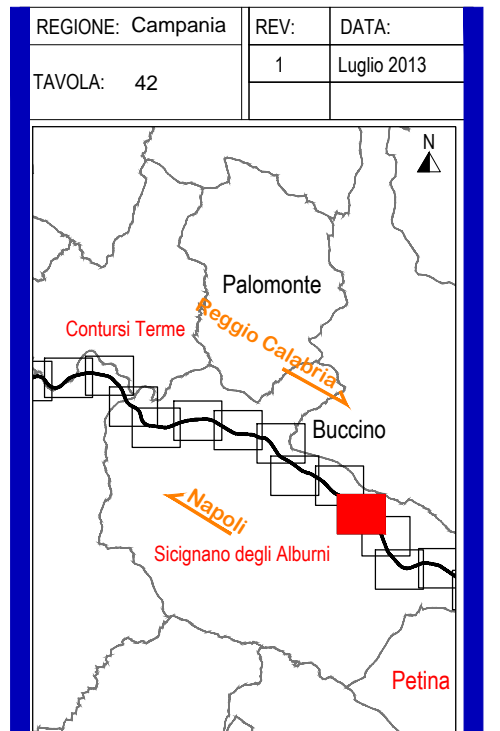 REGIONE: Campania
REV:
DATA:
TAVOLA: 42
1
Luglio 2013
N
Palomonte
Reggio Calabria
Contursi Terme
Buccino
Napoli
Sicignano degli Alburni
Petina